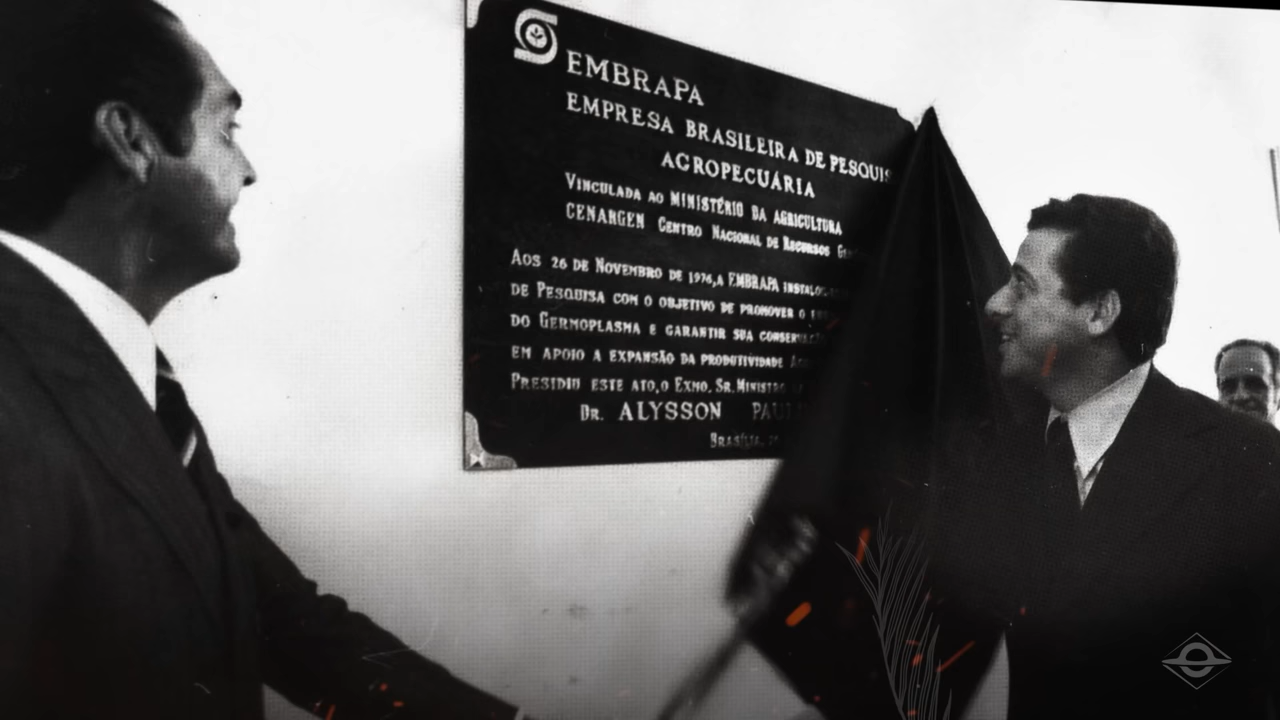 EMBRAPA
EMPRESA BRASILEIRA DE PESQUIS
AGROPECUÁRIA
VINCULADA AO MINISTÉRIO DA AGRICULTURA
CENARGEN CENTRO NACIONAL DE RECURSOS
AOS 26 DE NOVEMBRO DE 1976, A EMBRAPA
DE PESQUISA COM O OBJETIVO DE PROMOVER O
DO GERMOPLASMA E GARANTIR SUA
EM APOIO A EXPANSÃO DA PRODUTIVIDADE
PRESIDIU ESTE ATO, O EXMO. SR. MINISTRO
DR. ALYSSON